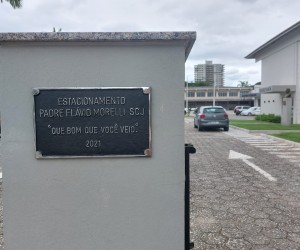 ESTACIONAMENTO
PADRE FLÁVIO MORELLI, SCJ
"QUE BOM QUE VOCÊ VEIO"
2021